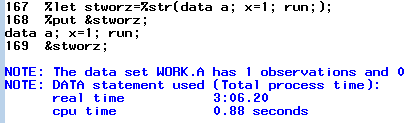 167  %let stworz=%str(data a; x=1; run;);
168  %put &stworz;
data a; x=1; run;
169  &stworz;
NOTE: The data set WORK.A has 1 observations and 0
NOTE: DATA statement used (Total process time):
      real time           3:06.20
      cpu time            0.88 seconds